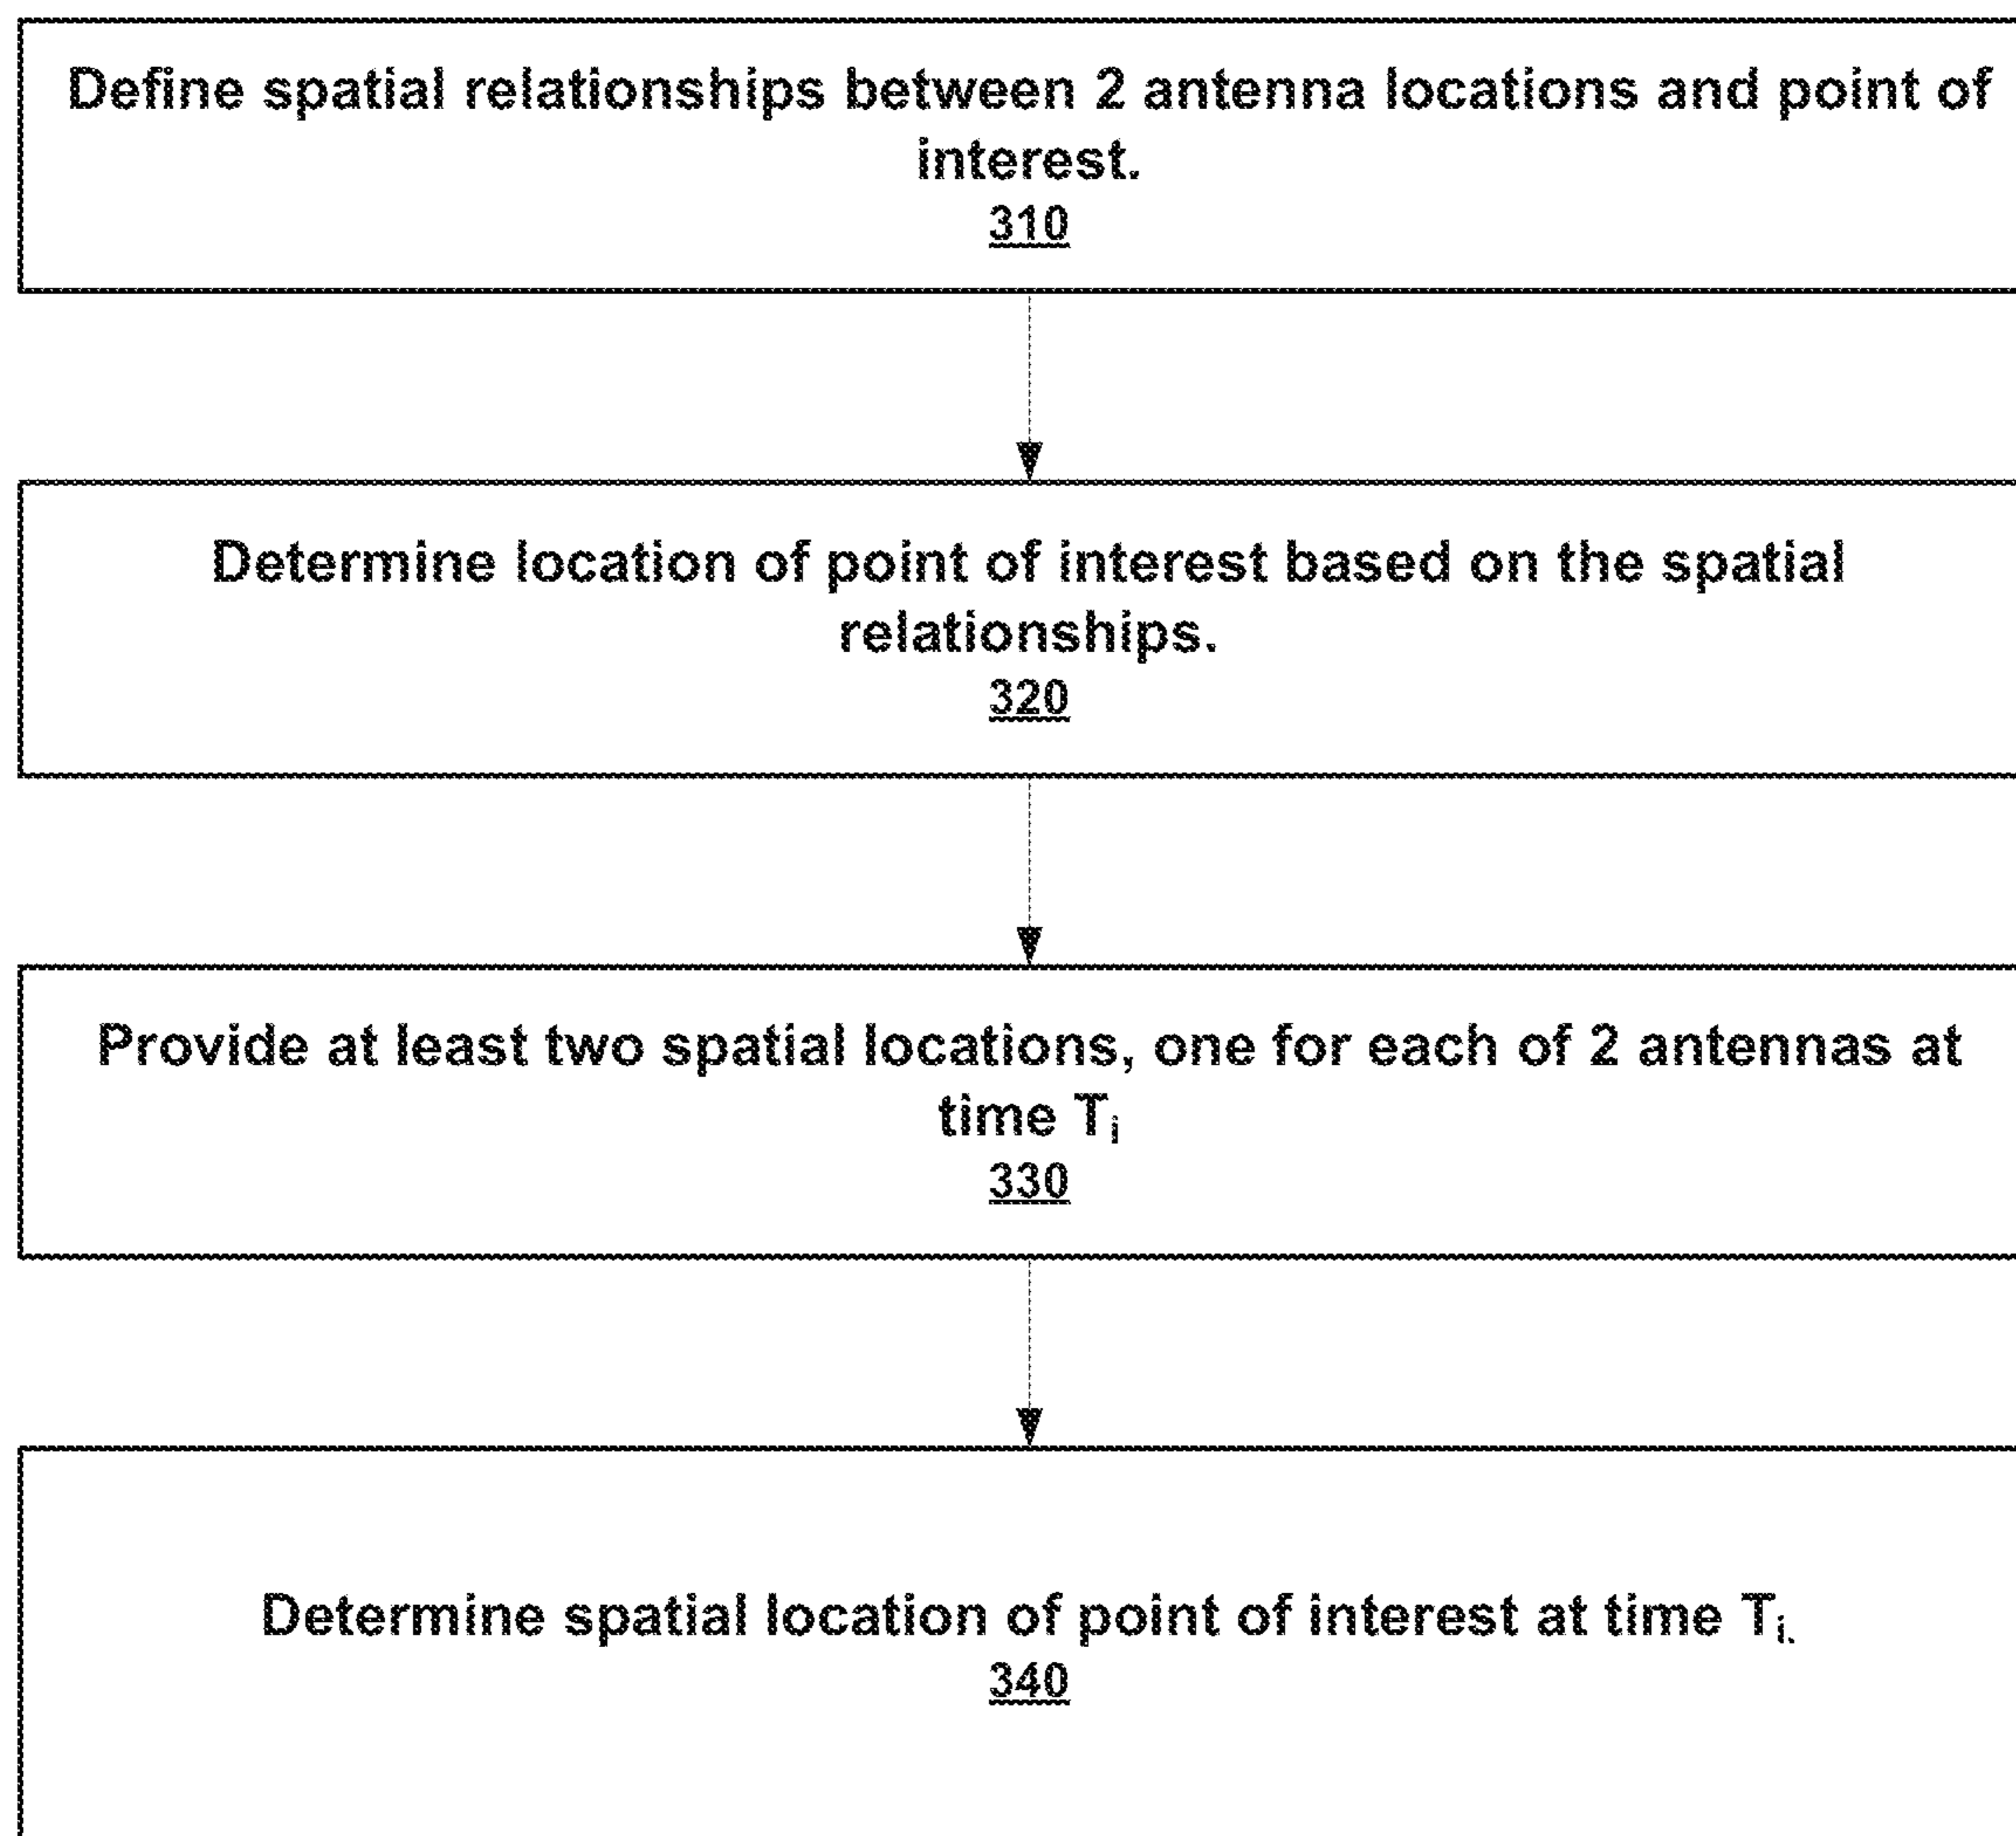 Define spatial relationships between 2 antenna locations and point of
interest.
310
Determine location of point of interest based on the spatial
relationships.
320
Provide at least two spatial locations, one for each of 2 antennas at
time Tᵢ
330
Determine spatial location of point of interest at time Tᵢ.
340